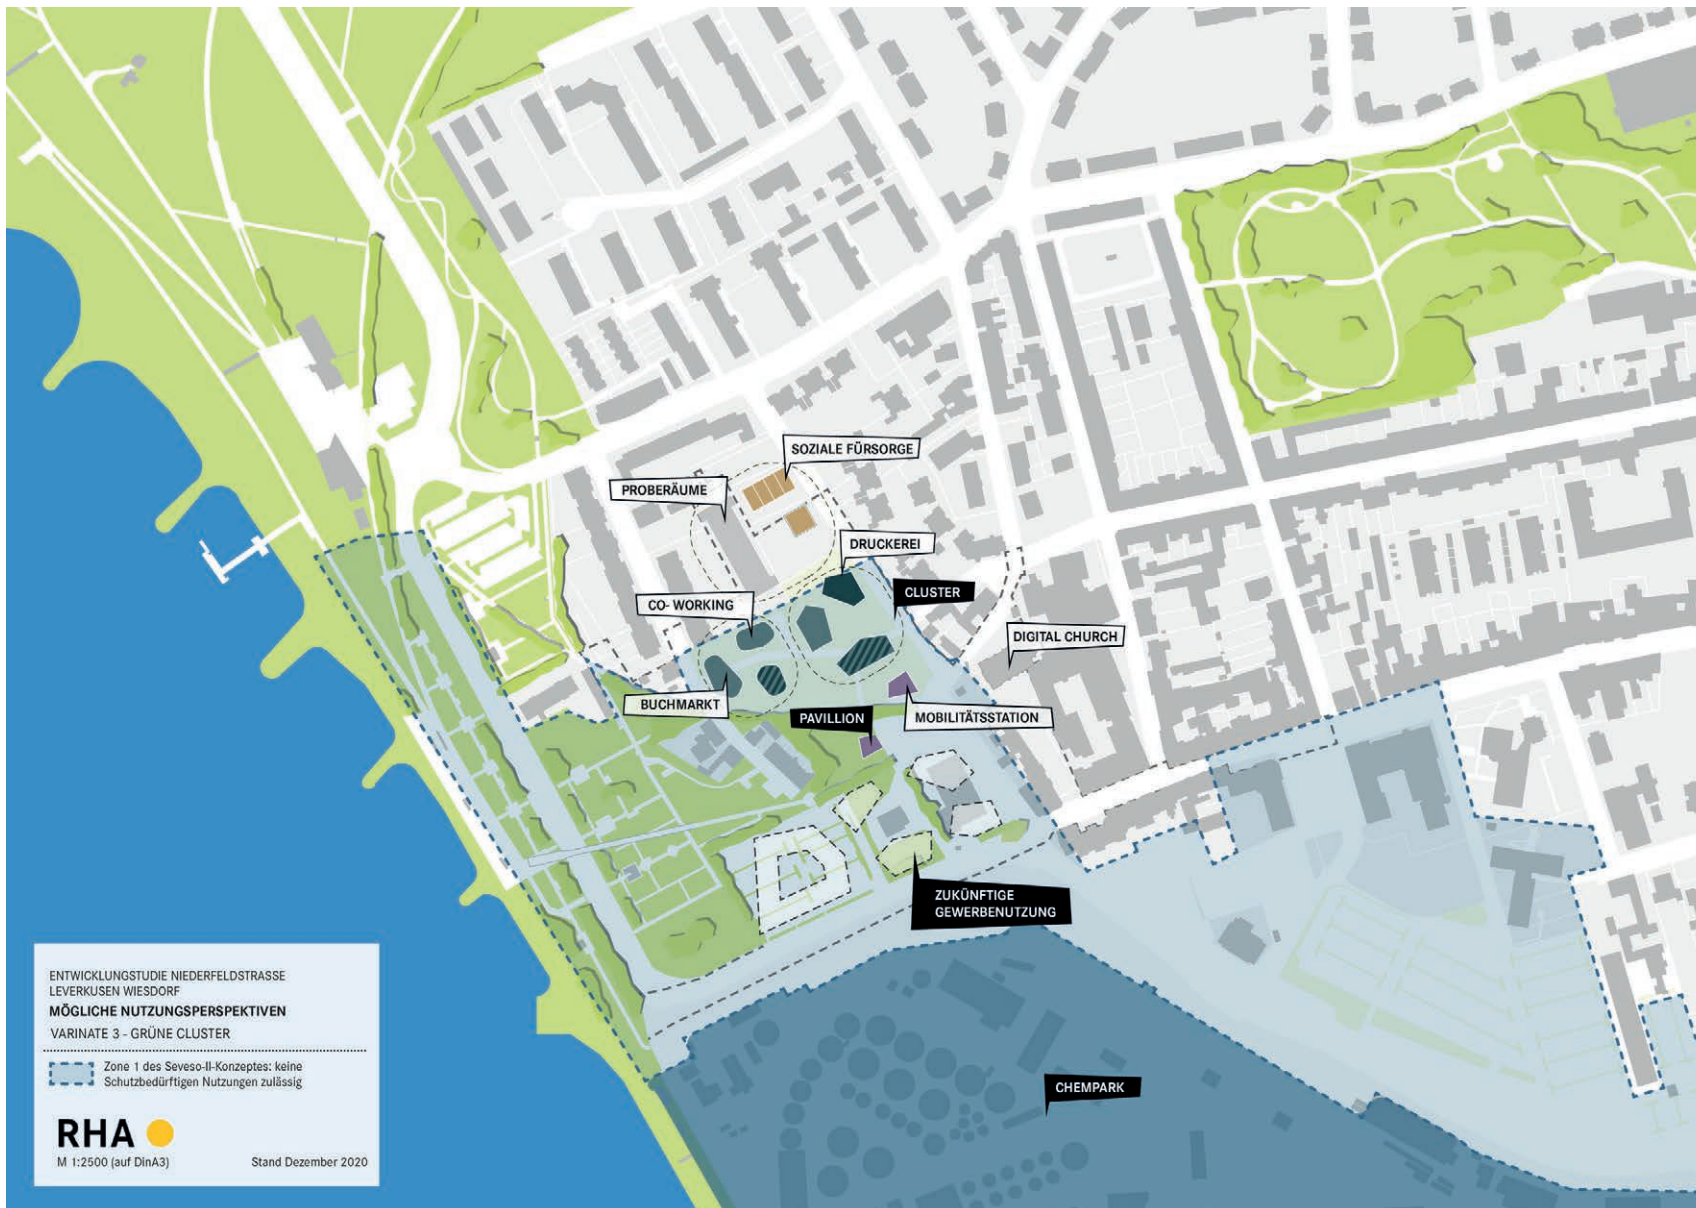 SOZIALE FÜRSORGE
PROBERÄUME
DRUCKEREI
CLUSTER
CO- WORKING
DIGITAL CHURCH
BUCHMARKT
PAVILLION
MOBILITÄTSSTATION
ZUKÜNFTIGE
GEWERBENUTZUNG
CHEMPARK
ENTWICKLUNGSTUDIE NIEDERFELDSTRASSE
LEVERKUSEN WIESDORF
MÖGLICHE NUTZUNGSPERSPEKTIVEN
VARINATE 3 - GRÜNE CLUSTER
Zone 1 des Seveso-II-Konzeptes: keine
Schutzbedürftigen Nutzungen zulässig
RHA
M 1:2500 (auf DinA3) Stand Dezember 2020